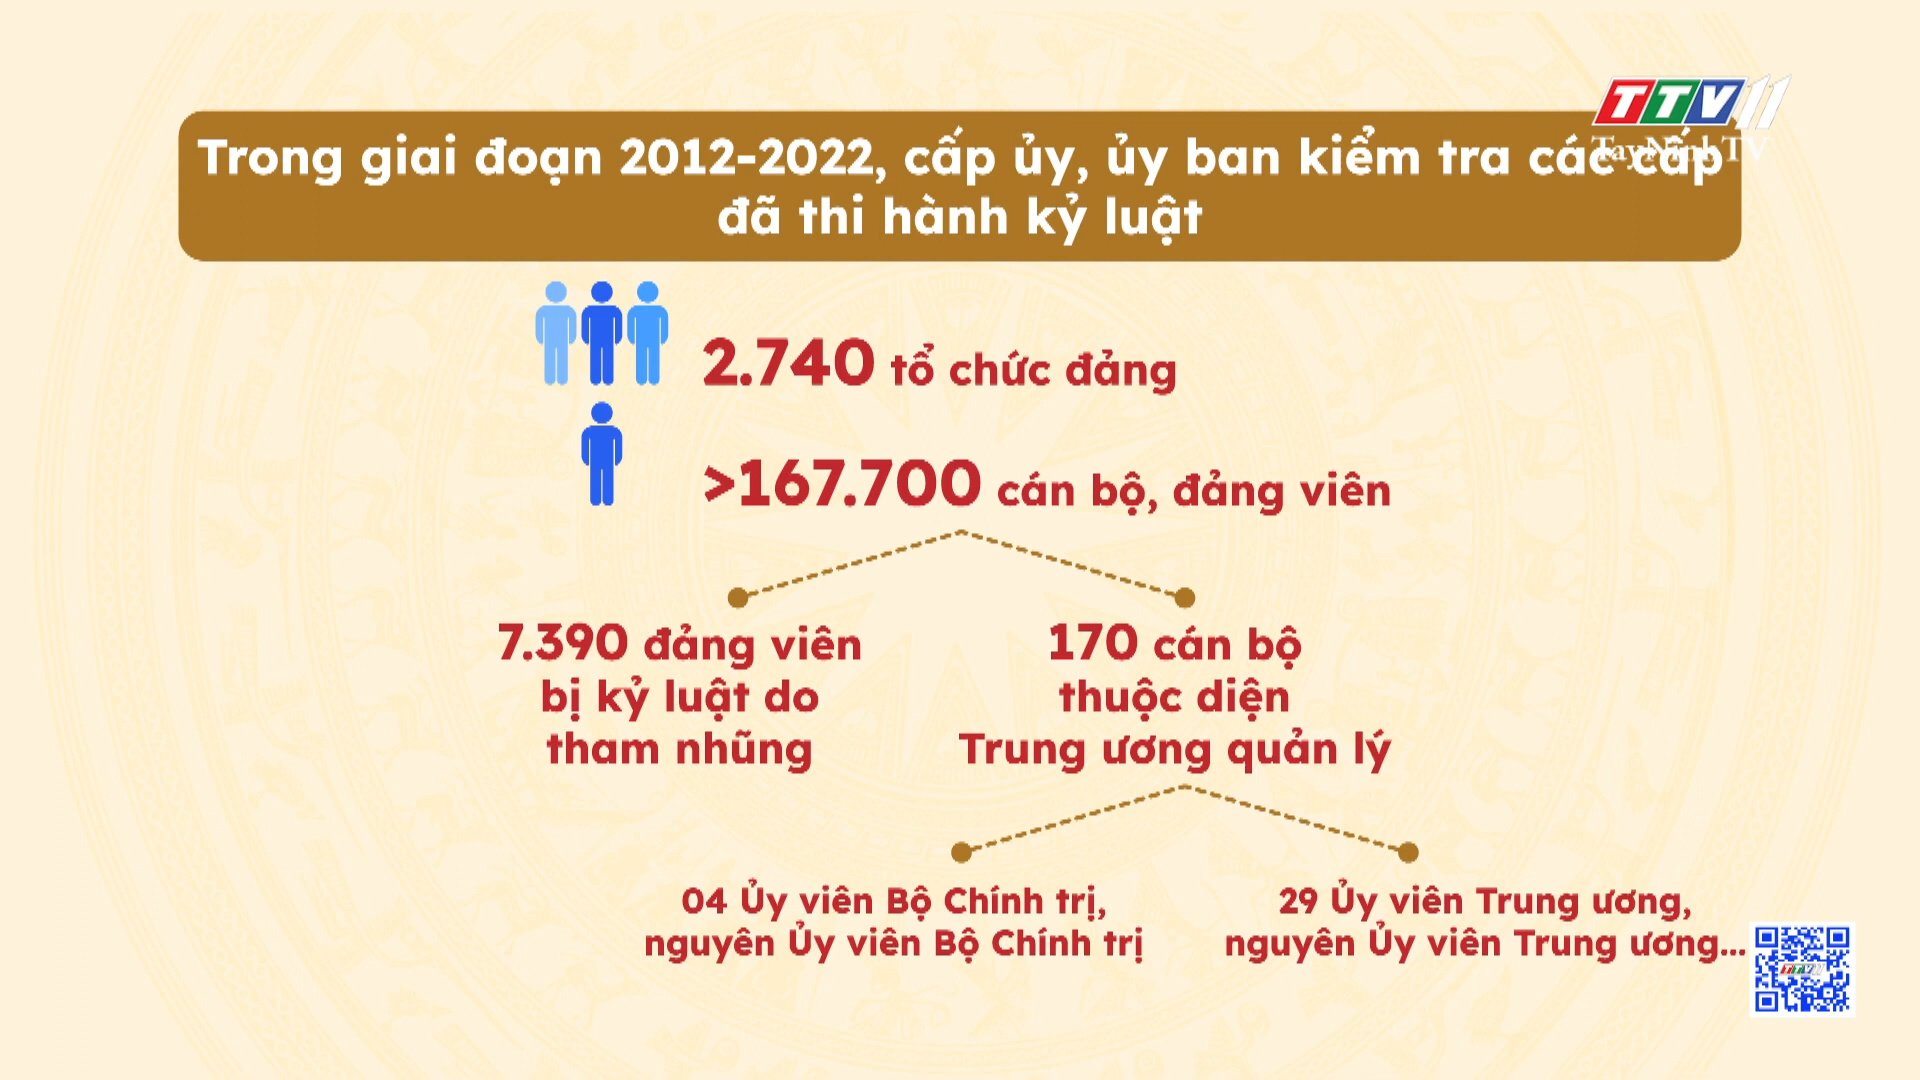 TTV11
TayNinhTV
Trong giai đoạn 2012-2022, cấp ủy, ủy ban kiểm tra các cấp
đã thi hành kỷ luật
2.740 tổ chức đảng
>167.700 cán bộ, đảng viên
7.390 đảng viên
bị kỷ luật do
tham nhũng
170 cán bộ
thuộc diện
Trung ương quản lý
04 Ủy viên Bộ Chính trị,
nguyên Ủy viên Bộ Chính trị
29 Ủy viên Trung ương,
nguyên Ủy viên Trung ương...
TTV11